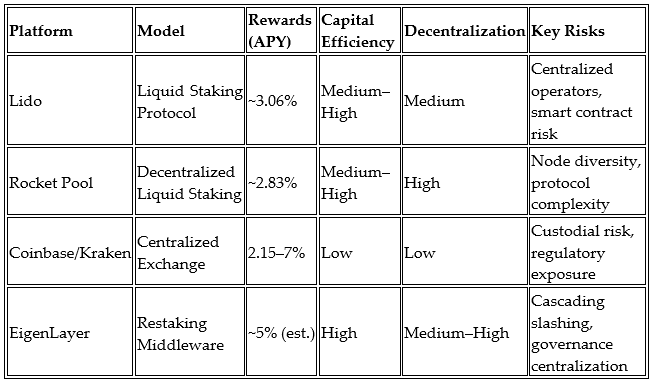 Platform Model Rewards (APY) Capital Efficiency Decentralization Key Risks
Lido Liquid Staking Protocol ~3.06% Medium–High Medium Centralized operators, smart contract risk
Rocket Pool Decentralized Liquid Staking ~2.83% Medium–High High Node diversity, protocol complexity
Coinbase/Kraken Centralized Exchange 2.15–7% Low Low Custodial risk, regulatory exposure
EigenLayer Restaking Middleware ~5% (est.) High Medium–High Cascading slashing, governance centralization